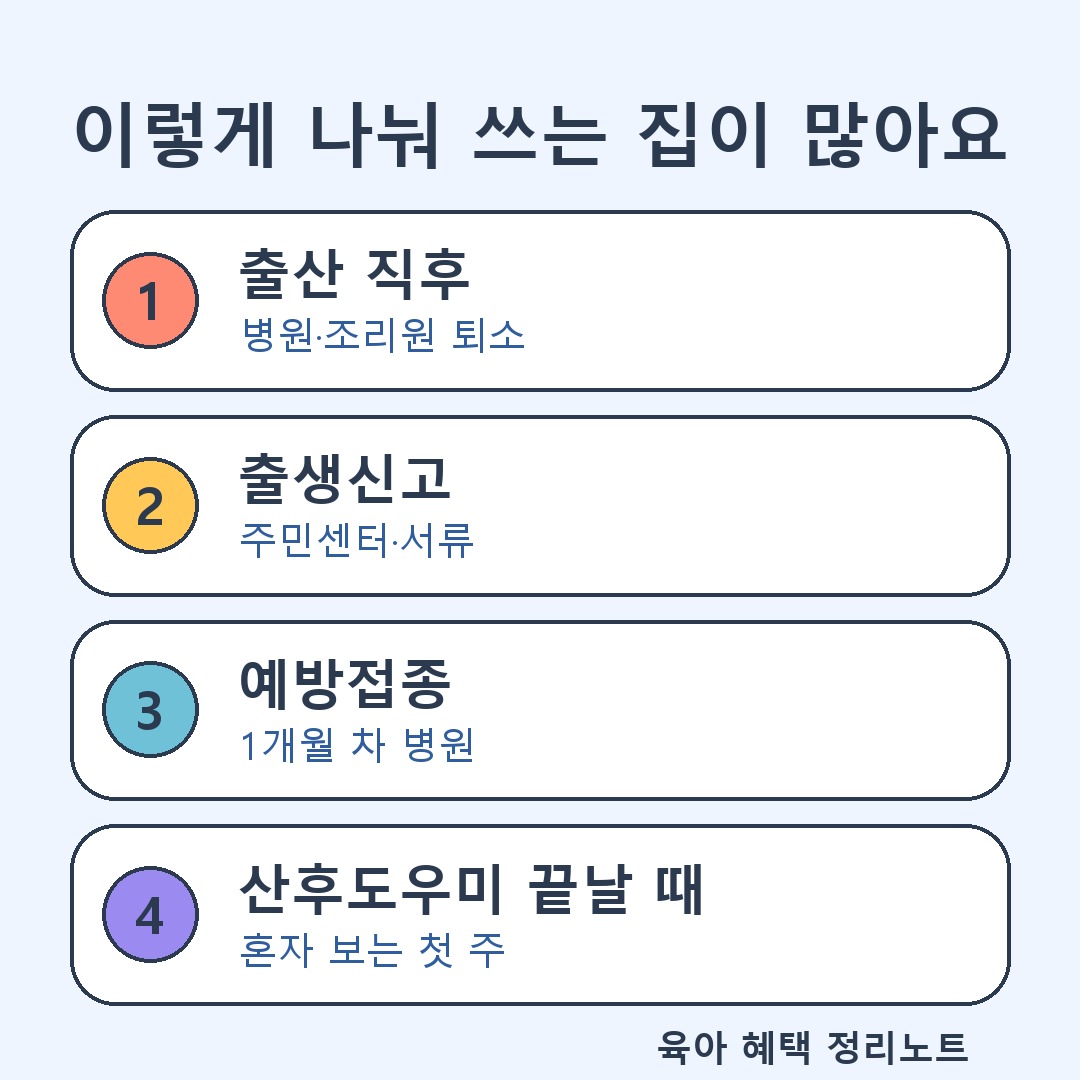 이렇게 나눠 쓰는 집이 많아요
1
출산 직후
병원·조리원 퇴소
2
출생신고
주민센터·서류
3
예방접종
1개월 차 병원
4
산후도우미 끝날 때
혼자 보는 첫 주
육아 혜택 정리노트